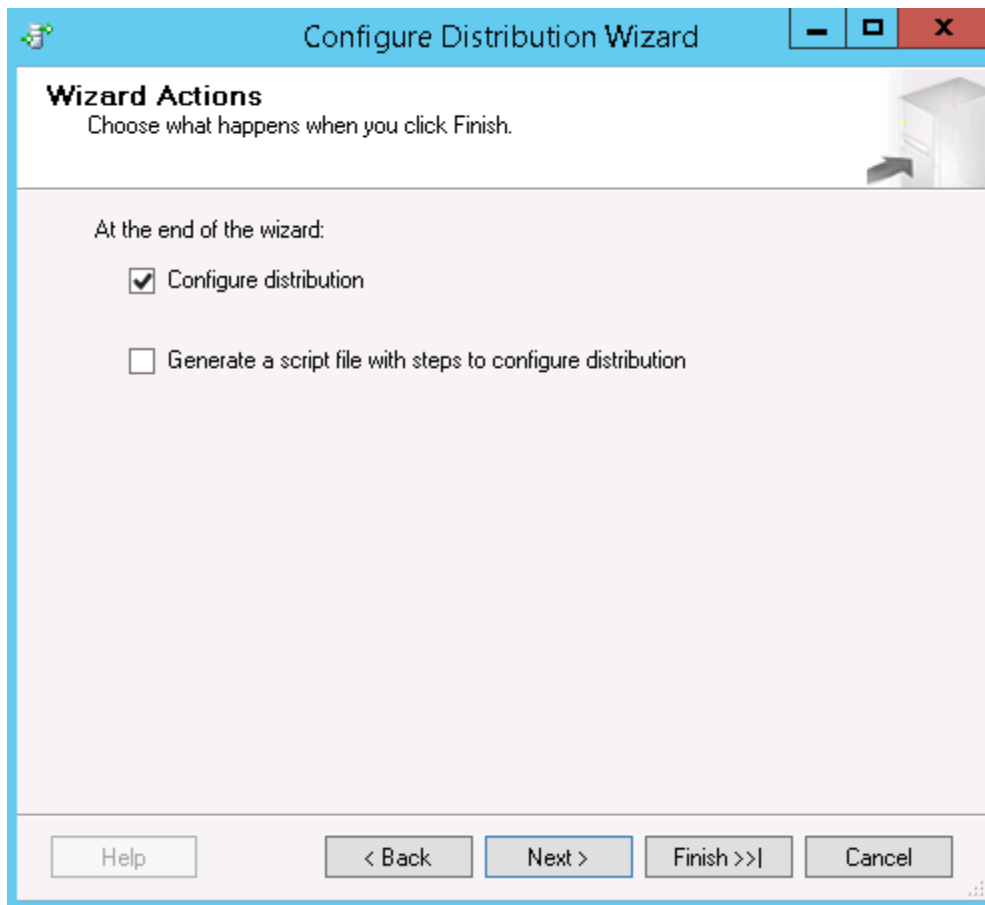 Configure Distribution Wizard
Wizard Actions
Choose what happens when you click Finish.
At the end of the wizard:
Configure distribution
Generate a script file with steps to configure distribution
Help < Back Next > Finish >>| Cancel